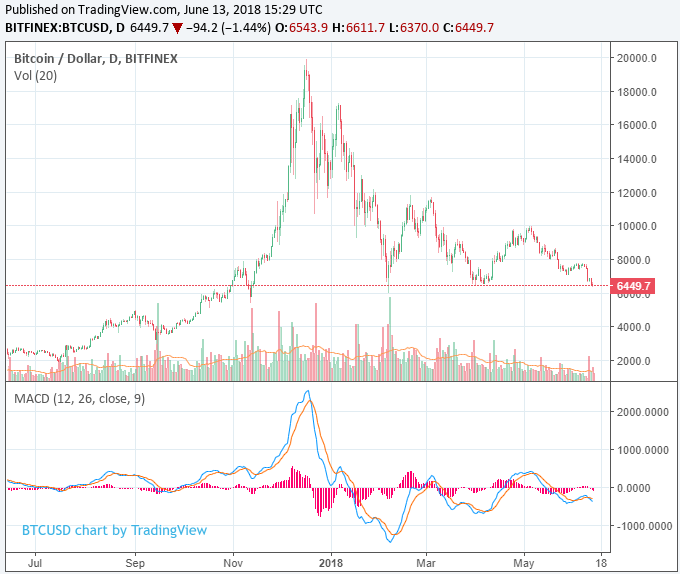 Published on TradingView.com, June 13, 2018 15:29 UTC
BITFINEX:BTCUSD, D 6449.7 ▼ −94.2 (−1.44%) O:6543.9 H:6611.7 L:6370.0 C:6449.7
Bitcoin / Dollar, D, BITFINEX
Vol (20)
20000.0
18000.0
16000.0
14000.0
12000.0
10000.0
8000.0
6449.7
6000.0
4000.0
2000.0
MACD (12, 26, close, 9)
2000.0000
1000.0000
0.0000
-1000.0000
BTCUSD chart by TradingView
Jul Sep Nov 2018 Mar May 18